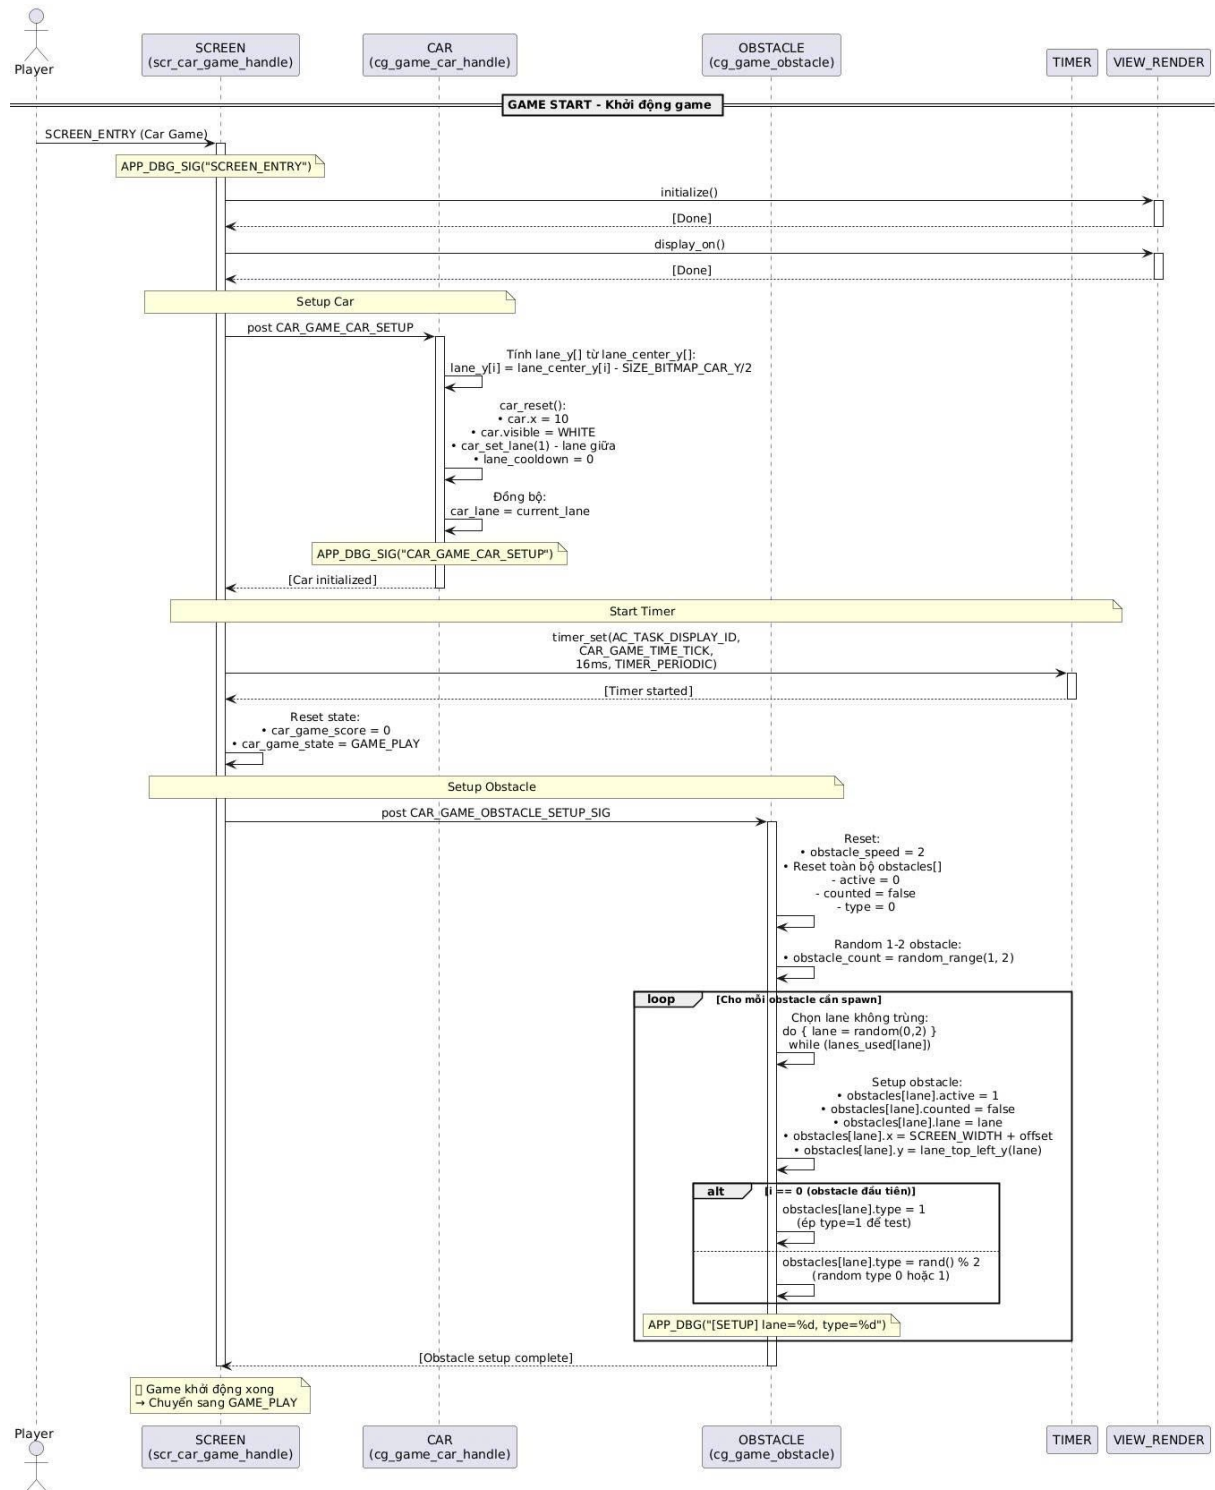 Player
SCREEN
(scr_car_game_handle)
CAR
(cg_game_car_handle)
OBSTACLE
(cg_game_obstacle)
TIMER
VIEW_RENDER
GAME START - Khởi động game
SCREEN_ENTRY (Car Game)
APP_DBG_SIG("SCREEN_ENTRY")
initialize()
[Done]
display_on()
[Done]
Setup Car
post CAR_GAME_CAR_SETUP
Tính lane_y[] từ lane_center_y[]:
lane_y[i] = lane_center_y[i] - SIZE_BITMAP_CAR_Y/2
car_reset():
• car.x = 10
• car.visible = WHITE
• car_set_lane(1) - lane giữa
• lane_cooldown = 0
Đồng bộ:
car_lane = current_lane
APP_DBG_SIG("CAR_GAME_CAR_SETUP")
[Car initialized]
Start Timer
timer_set(AC_TASK_DISPLAY_ID,
CAR_GAME_TIME_TICK,
16ms, TIMER_PERIODIC)
[Timer started]
Reset state:
• car_game_score = 0
• car_game_state = GAME_PLAY
Setup Obstacle
post CAR_GAME_OBSTACLE_SETUP_SIG
Reset:
• obstacle_speed = 2
• Reset toàn bộ obstacles[]
- active = 0
- counted = false
- type = 0
Random 1-2 obstacle:
• obstacle_count = random_range(1, 2)
loop [Cho mỗi obstacle cần spawn]
Chọn lane không trùng:
do { lane = random(0,2) }
while (lanes_used[lane])
Setup obstacle:
• obstacles[lane].active = 1
• obstacles[lane].counted = false
• obstacles[lane].lane = lane
• obstacles[lane].x = SCREEN_WIDTH + offset
• obstacles[lane].y = lane_top_left_y(lane)
alt [i == 0 (obstacle đầu tiên)]
obstacles[lane].type = 1
(ép type=1 để test)
obstacles[lane].type = rand() % 2
(random type 0 hoặc 1)
APP_DBG("[SETUP] lane=%d, type=%d")
[Obstacle setup complete]
Game khởi động xong
→ Chuyển sang GAME_PLAY
Player
SCREEN
(scr_car_game_handle)
CAR
(cg_game_car_handle)
OBSTACLE
(cg_game_obstacle)
TIMER
VIEW_RENDER